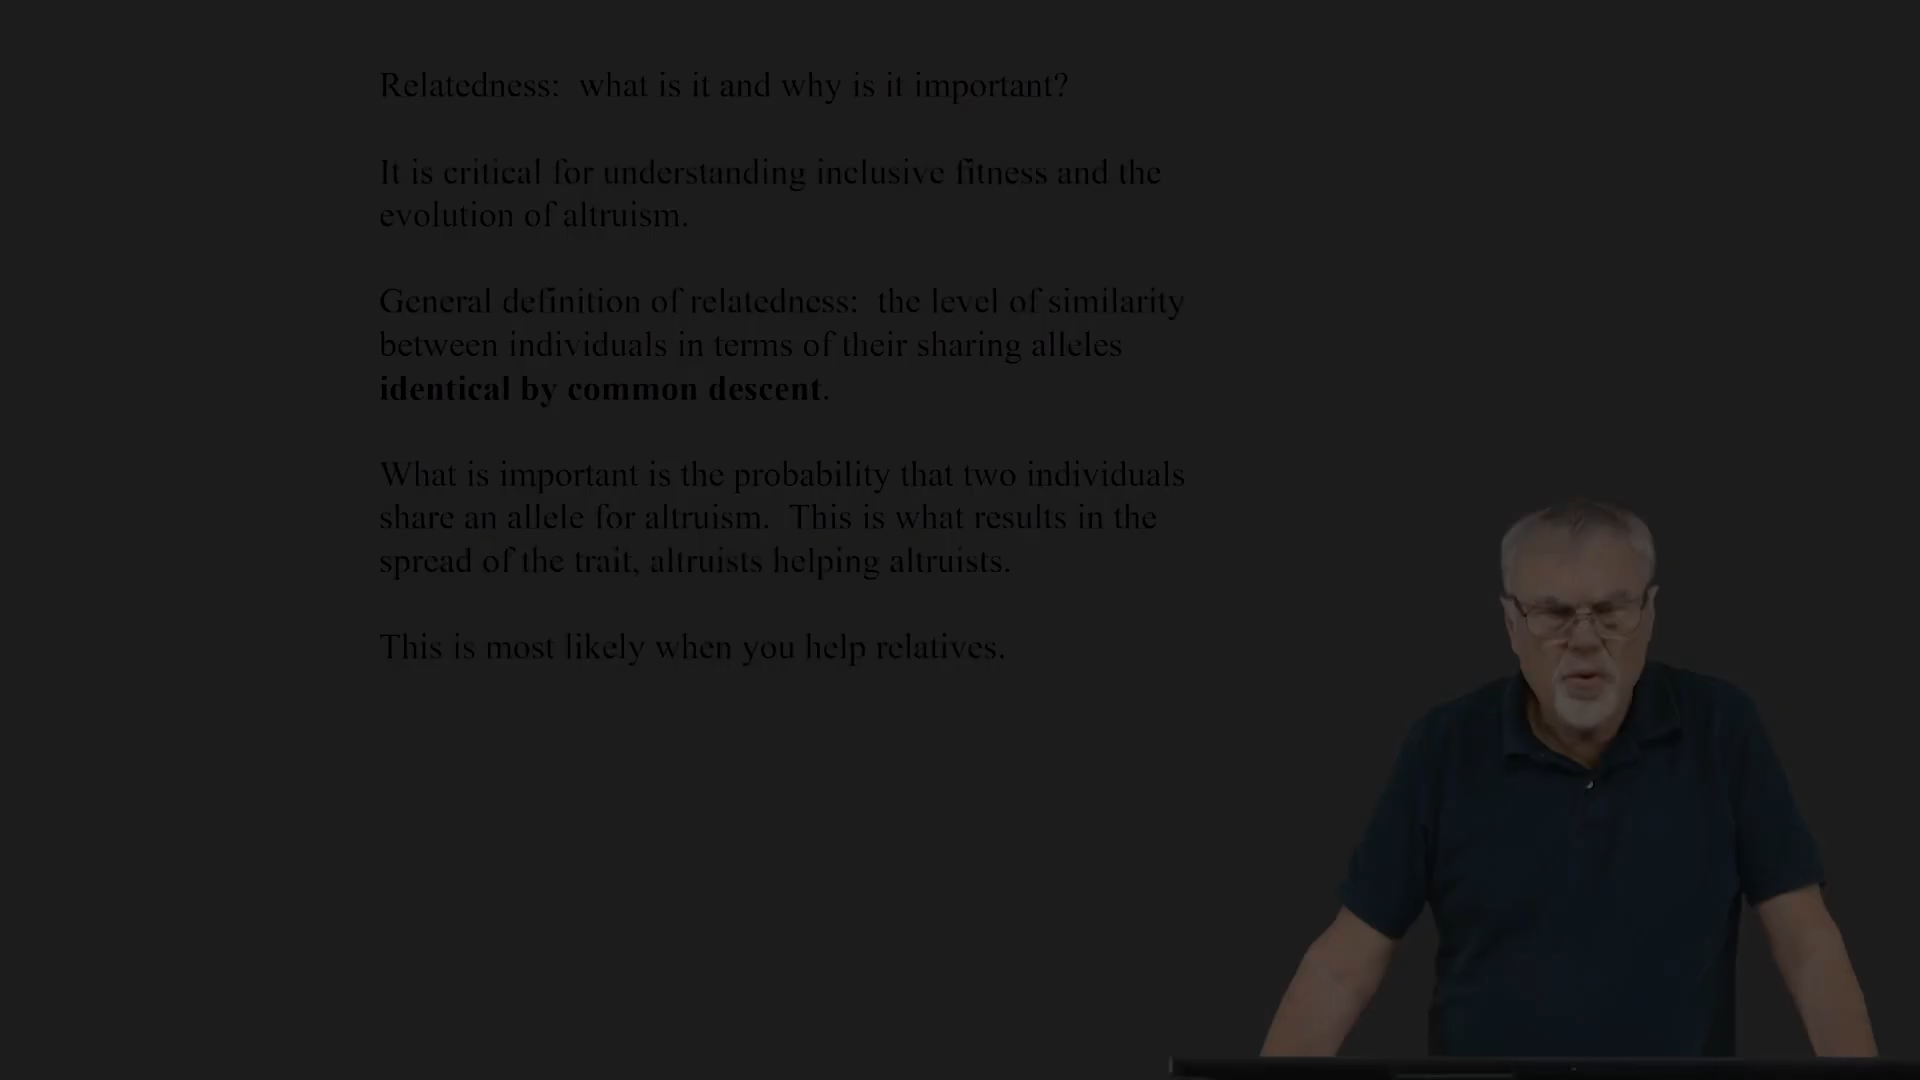 Relatedness:  what is it and why is it important?
It is critical for understanding inclusive fitness and the
evolution of altruism.
General definition of relatedness:  the level of similarity
between individuals in terms of their sharing alleles
identical by common descent.
What is important is the probability that two individuals
share an allele for altruism.  This is what results in the
spread of the trait, altruists helping altruists.
This is most likely when you help relatives.